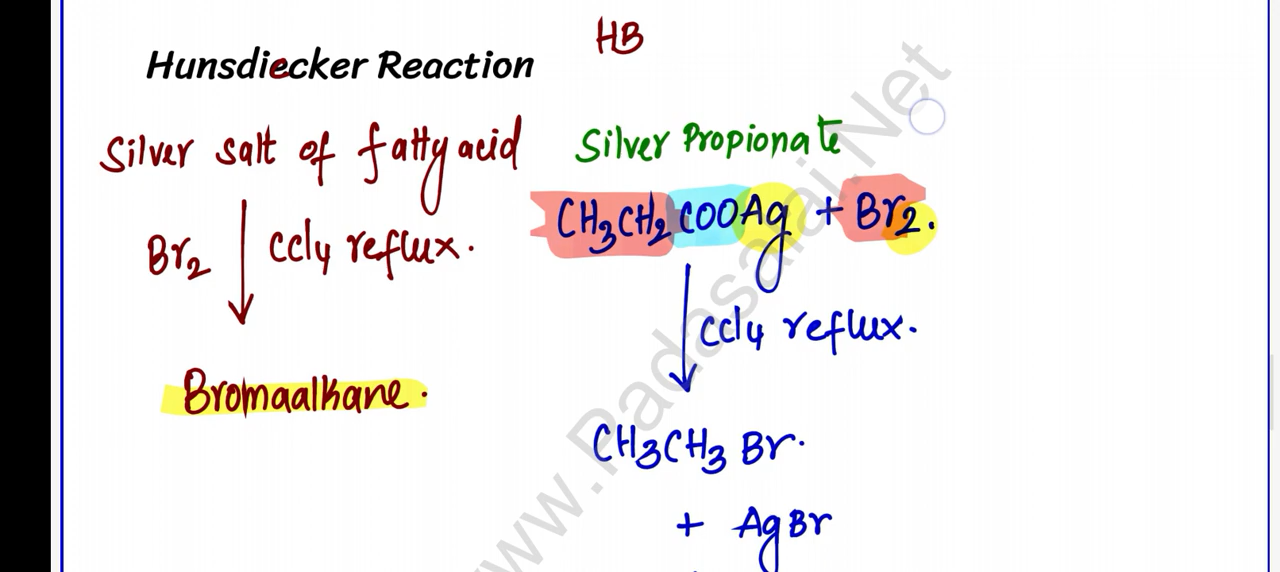 HB
Hunsdiecker Reaction
Silver salt of fatty acid
Br2 CCl4 reflux.
Bromaalkane.
Silver Propionate
CH3CH2COOAg + Br2.
CCl4 reflux.
CH3CH3 Br.
+ AgBr
www.Padasalai.Net